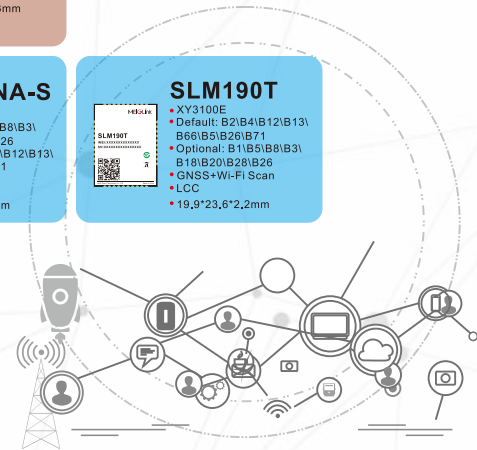 3mm
NA-S
B8\B3\
26
\B12\B13\
1
m
MEIGLink
SLM190T
SLM190T
• XY3100E
• Default: B2\B4\B12\B13\
B66\B5\B26\B71
• Optional: B1\B5\B8\B3\
B18\B20\B28\B26
• GNSS+Wi-Fi Scan
• LCC
• 19.9*23.6*2.2mm